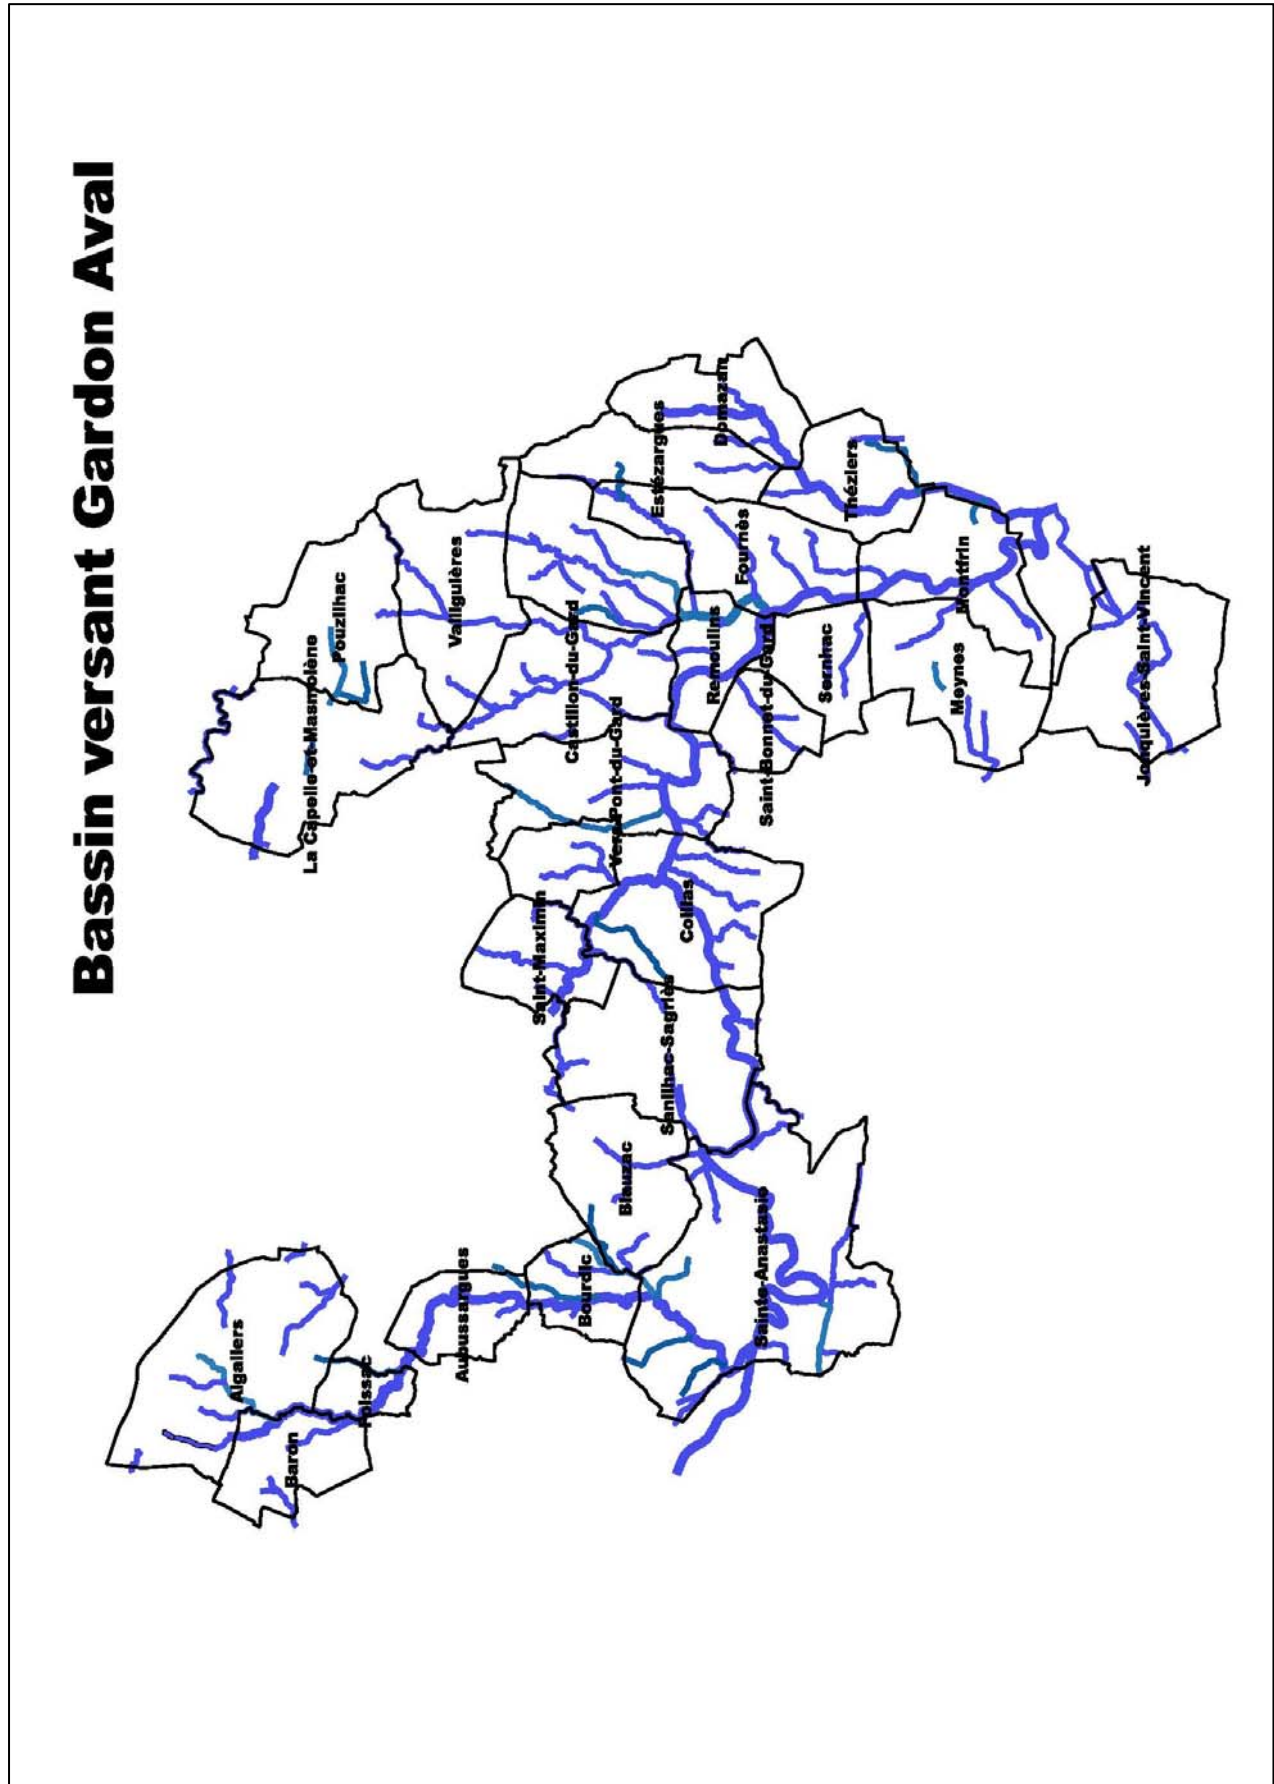 Bassin versant Gardon Aval
Aigaliers
Baron
La Capelle-et-Masmolène
Pouzilhac
Foissac
Valliguières
Aubussargues
Saint-Maximin
Castillon-du-Gard
Bourdic
Vers-Pont-du-Gard
Blauzac
Estézargues
Sanilhac-Sagriès
Collias
Remoulins
Domazan
Fournès
Sainte-Anastasie
Saint-Bonnet-du-Gard
Sernhac
Théziers
Meynes
Montfrin
Jonquières-Saint-Vincent